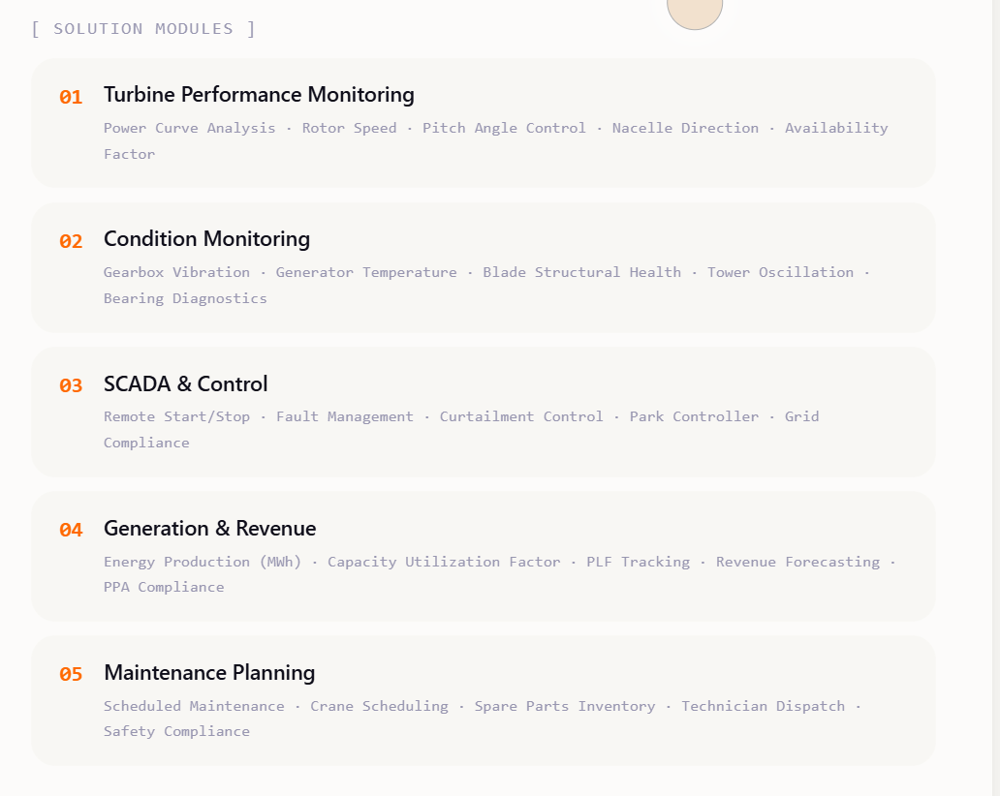 [ SOLUTION MODULES ]
01 Turbine Performance Monitoring
Power Curve Analysis · Rotor Speed · Pitch Angle Control · Nacelle Direction · Availability
Factor
02 Condition Monitoring
Gearbox Vibration · Generator Temperature · Blade Structural Health · Tower Oscillation ·
Bearing Diagnostics
03 SCADA & Control
Remote Start/Stop · Fault Management · Curtailment Control · Park Controller · Grid
Compliance
04 Generation & Revenue
Energy Production (MWh) · Capacity Utilization Factor · PLF Tracking · Revenue Forecasting ·
PPA Compliance
05 Maintenance Planning
Scheduled Maintenance · Crane Scheduling · Spare Parts Inventory · Technician Dispatch ·
Safety Compliance